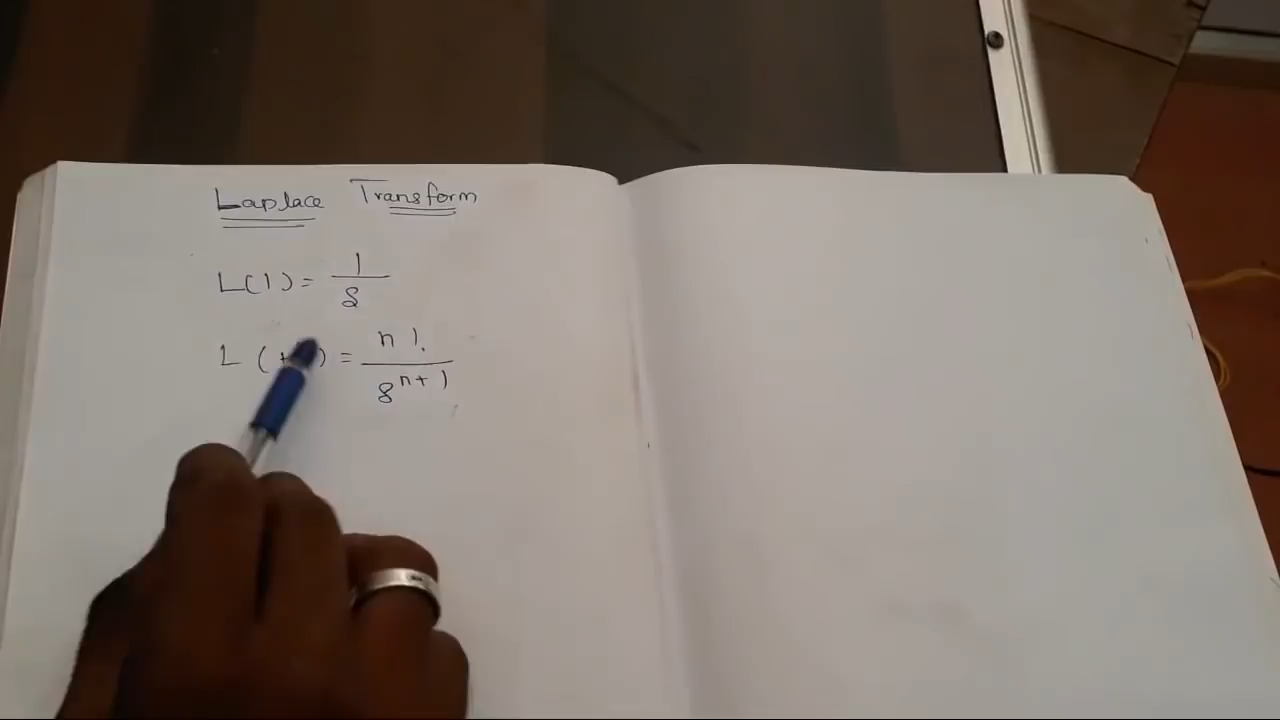 Laplace Transform
L(1) = 1/s
L (t) = n!/s^(n+1)